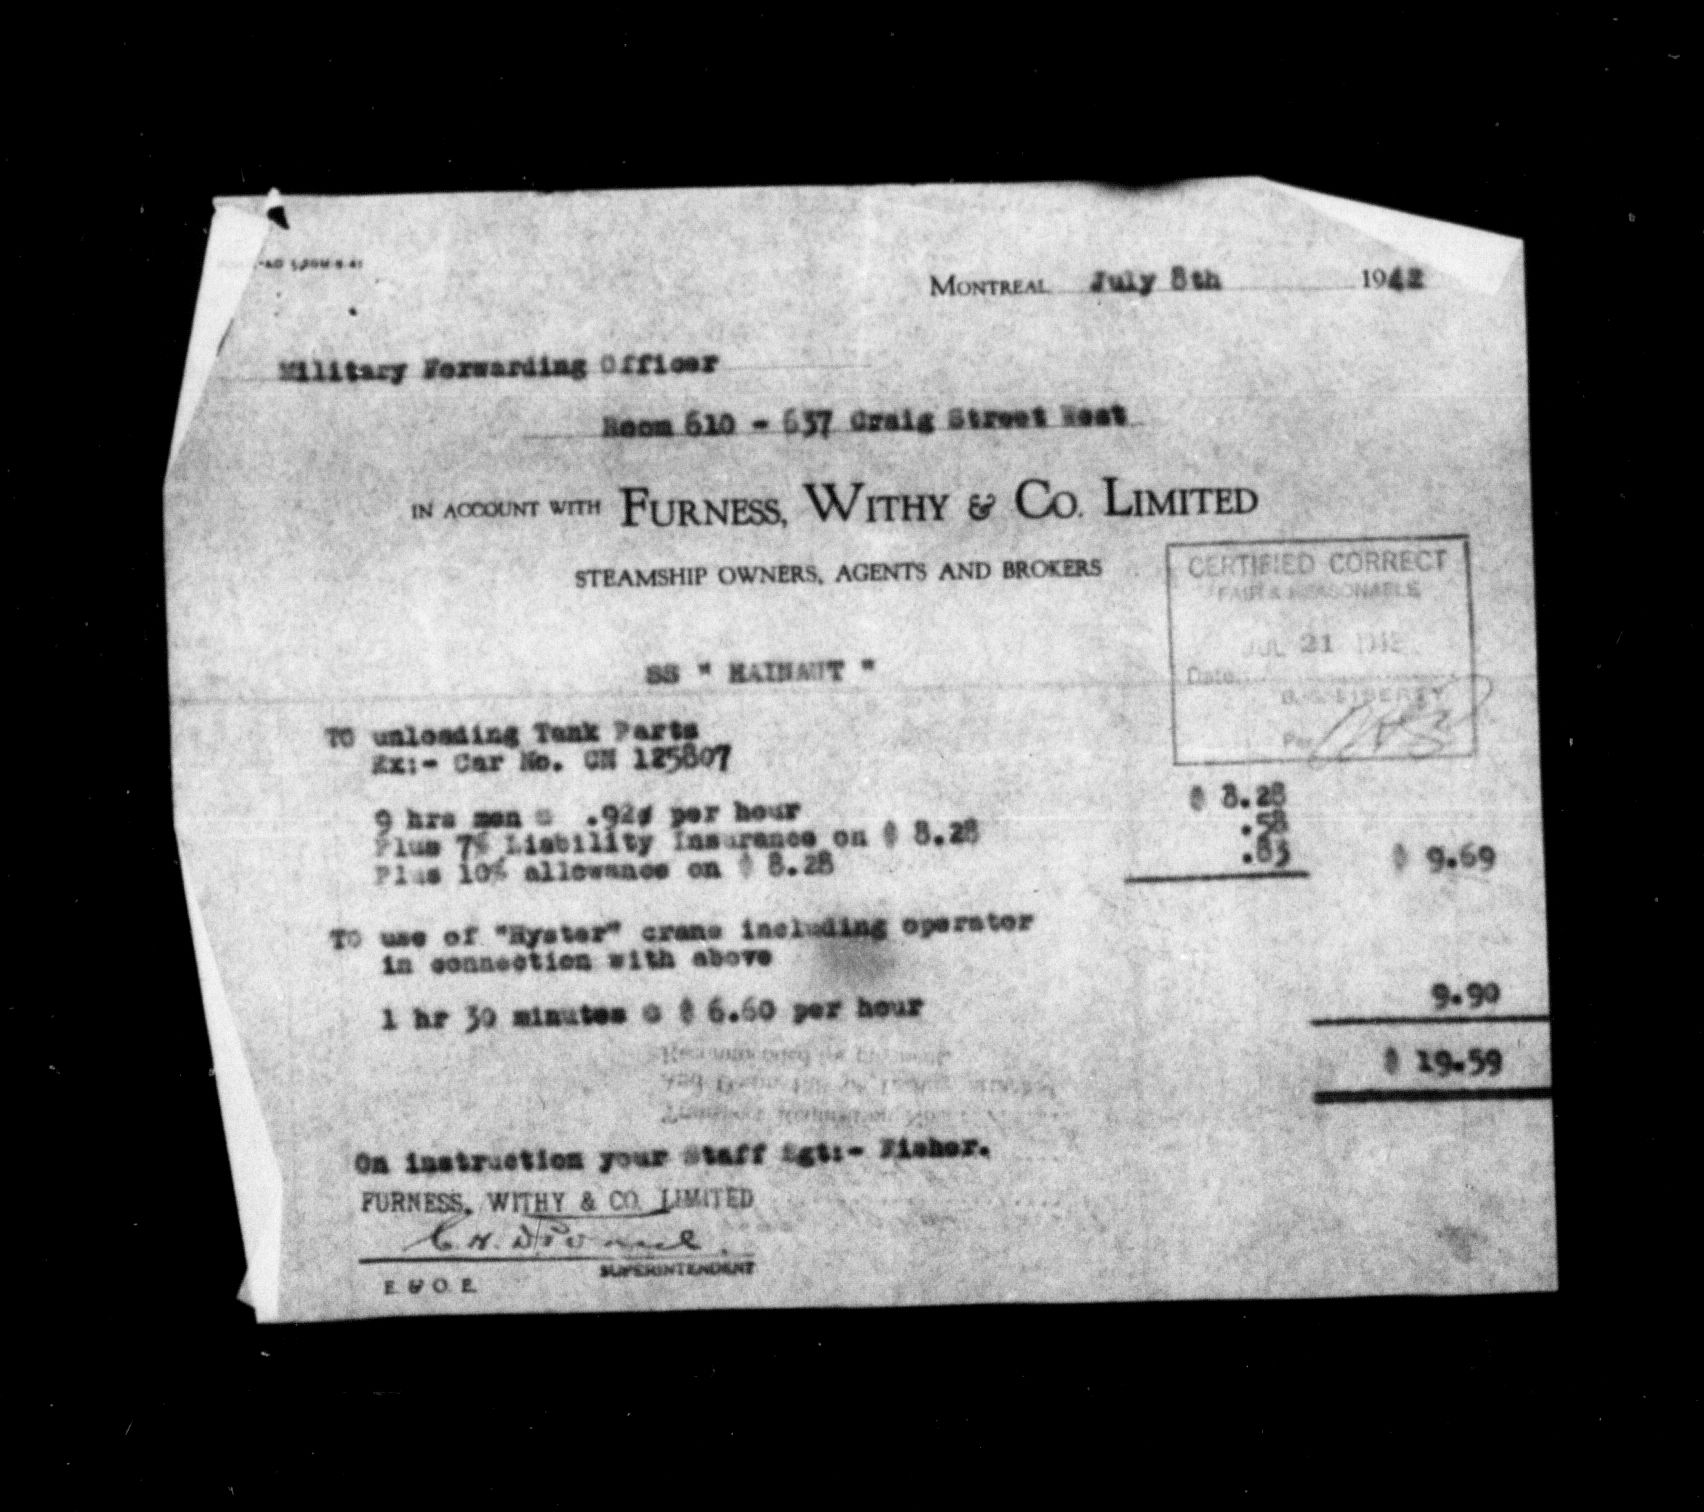 Montreal July 8th 1942
Military Forwarding Officer
Room 610 - 637 Craig Street West
IN ACCOUNT WITH FURNESS, WITHY & CO. LIMITED
STEAMSHIP OWNERS, AGENTS AND BROKERS
CERTIFIED CORRECT
FAIR & REASONABLE
JUL 21 1942
Date
Per
SS " HAINAUT "
TO unloading Tank Parts
Ex:- Car No. CN 125807
9 hrs men @ .92¢ per hour $ 8.28
Plus 7% Liability Insurance on $ 8.28 .58
Plus 10% allowance on $ 8.28 .83 $ 9.69
TO use of "Hyster" crane including operator
in connection with above
1 hr 30 minutes @ $ 6.60 per hour 9.90
$ 19.59
On instruction your Staff Sgt:- Fisher.
FURNESS, WITHY & CO. LIMITED
SUPERINTENDENT
E. & O. E.